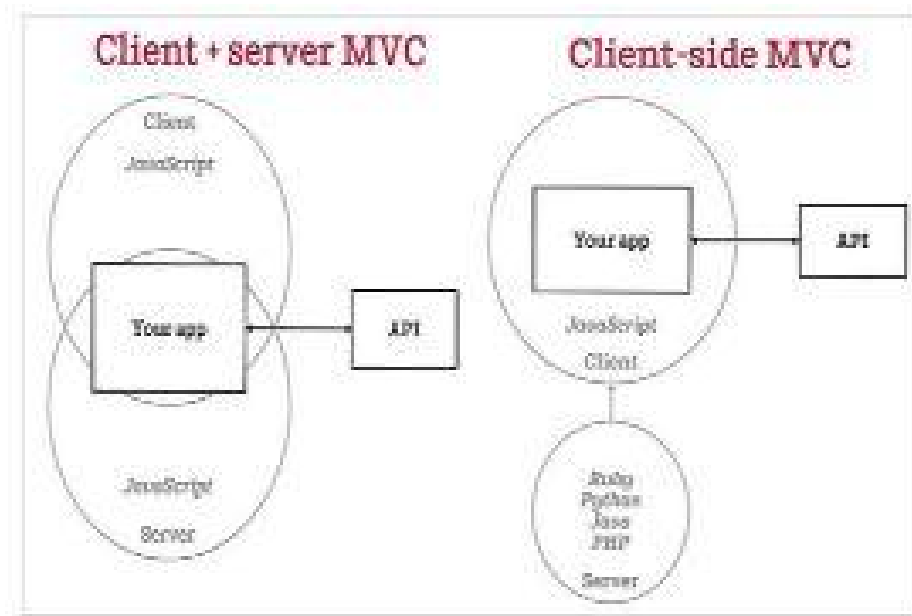 Client + server MVC
Client
JavaScript
Your app
API
JavaScript
Server
Client-side MVC
Your app
API
JavaScript
Client
Ruby
Python
Java
PHP
Server